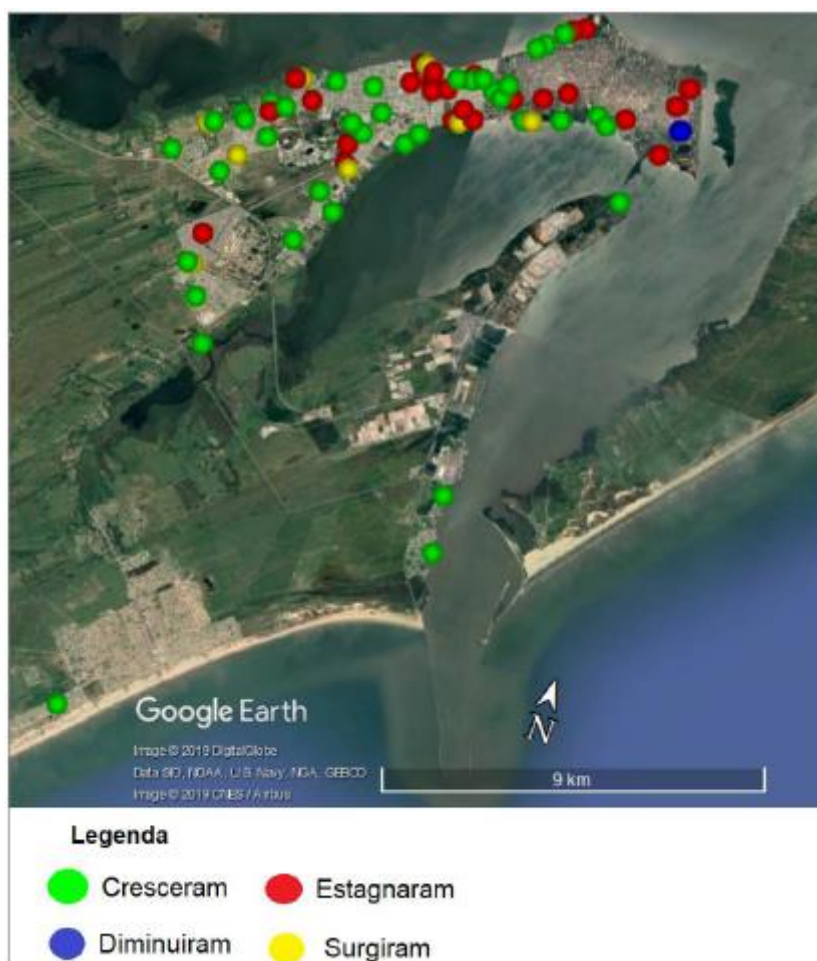 Google Earth
Image © 2019 DigitalGlobe
Data SIO, NOAA, U.S. Navy, NGA, GEBCO
Image © 2019 CNES / Airbus
N
9 km
Legenda
Cresceram
Estagnaram
Diminuiram
Surgiram